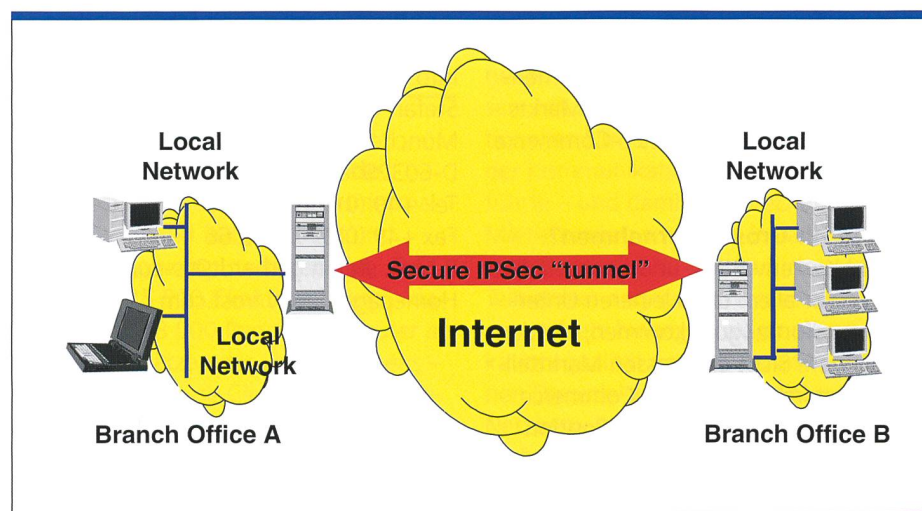 Local
Network
Local
Network
Secure IPSec “tunnel”
Internet
Local
Network
Branch Office A
Branch Office B